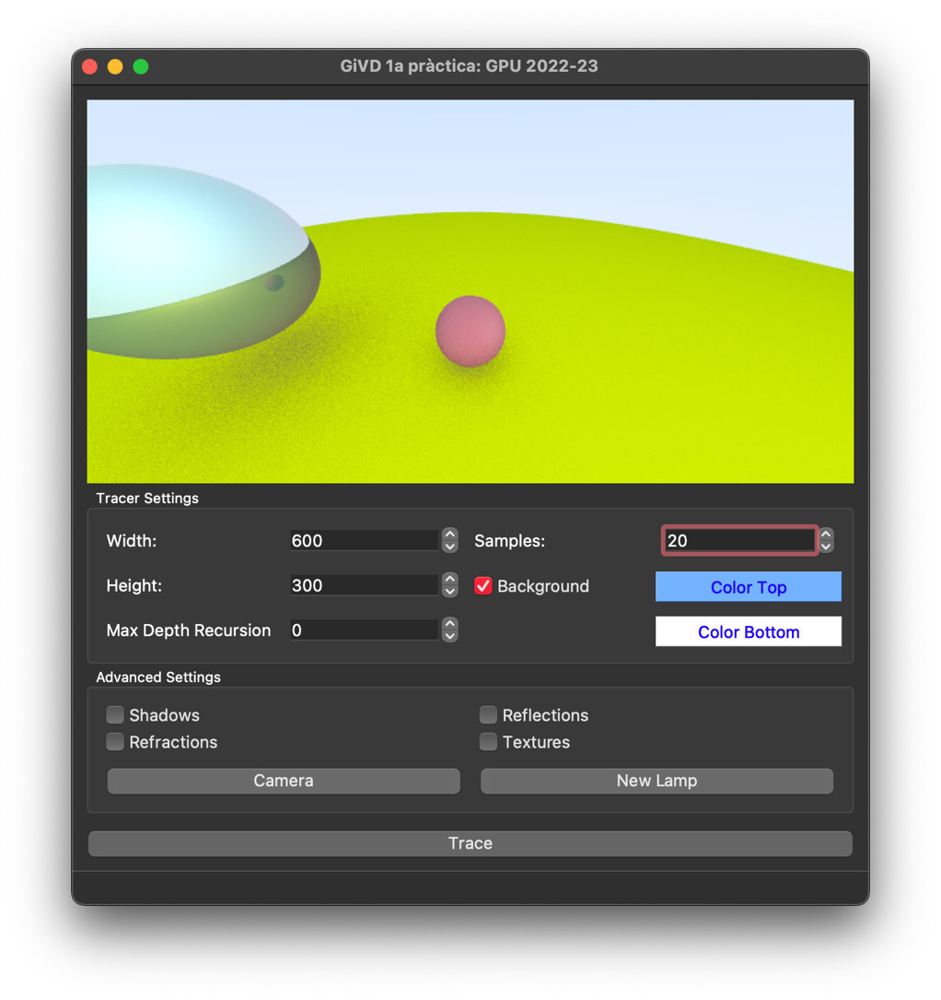 GiVD 1a pràctica: GPU 2022-23
Tracer Settings
Width: 600 Samples: 20
Height: 300 Background Color Top
Max Depth Recursion 0 Color Bottom
Advanced Settings
Shadows Reflections
Refractions Textures
Camera New Lamp
Trace